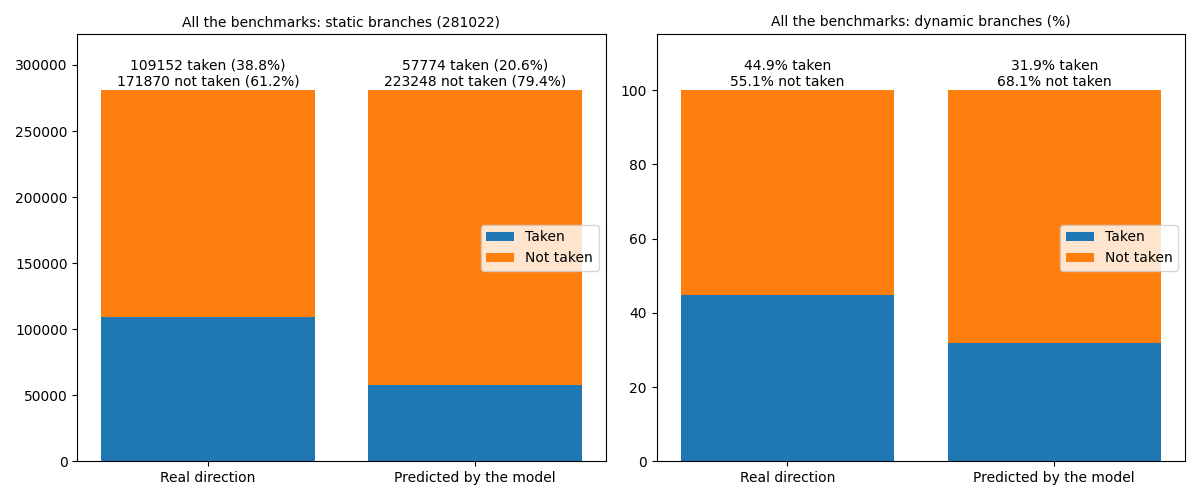 All the benchmarks: static branches (281022)
109152 taken (38.8%)
171870 not taken (61.2%)
57774 taken (20.6%)
223248 not taken (79.4%)
300000
250000
200000
150000
100000
50000
0
Taken
Not taken
Real direction
Predicted by the model
All the benchmarks: dynamic branches (%)
44.9% taken
55.1% not taken
31.9% taken
68.1% not taken
100
80
60
40
20
0
Taken
Not taken
Real direction
Predicted by the model